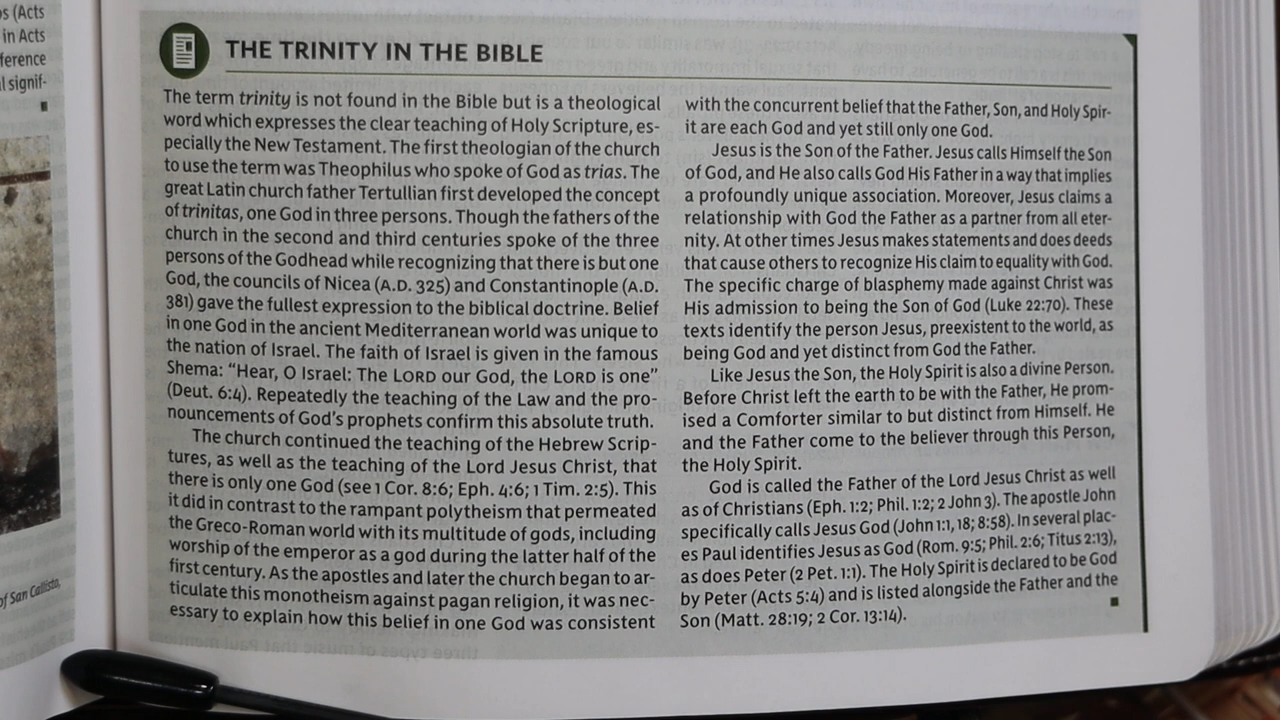 s (Acts
in Acts
ference
l signif-
of San Callisto,
THE TRINITY IN THE BIBLE
The term trinity is not found in the Bible but is a theological
word which expresses the clear teaching of Holy Scripture, es-
pecially the New Testament. The first theologian of the church
to use the term was Theophilus who spoke of God as trias. The
great Latin church father Tertullian first developed the concept
of trinitas, one God in three persons. Though the fathers of the
church in the second and third centuries spoke of the three
persons of the Godhead while recognizing that there is but one
God, the councils of Nicea (A.D. 325) and Constantinople (A.D.
381) gave the fullest expression to the biblical doctrine. Belief
in one God in the ancient Mediterranean world was unique to
the nation of Israel. The faith of Israel is given in the famous
Shema: “Hear, O Israel: The LORD our God, the LORD is one”
(Deut. 6:4). Repeatedly the teaching of the Law and the pro-
nouncements of God’s prophets confirm this absolute truth.
The church continued the teaching of the Hebrew Scrip-
tures, as well as the teaching of the Lord Jesus Christ, that
there is only one God (see 1 Cor. 8:6; Eph. 4:6; 1 Tim. 2:5). This
it did in contrast to the rampant polytheism that permeated
the Greco-Roman world with its multitude of gods, including
worship of the emperor as a god during the latter half of the
first century. As the apostles and later the church began to ar-
ticulate this monotheism against pagan religion, it was nec-
essary to explain how this belief in one God was consistent
with the concurrent belief that the Father, Son, and Holy Spir-
it are each God and yet still only one God.
Jesus is the Son of the Father. Jesus calls Himself the Son
of God, and He also calls God His Father in a way that implies
a profoundly unique association. Moreover, Jesus claims a
relationship with God the Father as a partner from all eter-
nity. At other times Jesus makes statements and does deeds
that cause others to recognize His claim to equality with God.
The specific charge of blasphemy made against Christ was
His admission to being the Son of God (Luke 22:70). These
texts identify the person Jesus, preexistent to the world, as
being God and yet distinct from God the Father.
Like Jesus the Son, the Holy Spirit is also a divine Person.
Before Christ left the earth to be with the Father, He prom-
ised a Comforter similar to but distinct from Himself. He
and the Father come to the believer through this Person,
the Holy Spirit.
God is called the Father of the Lord Jesus Christ as well
as of Christians (Eph. 1:2; Phil. 1:2; 2 John 3). The apostle John
specifically calls Jesus God (John 1:1, 18; 8:58). In several plac-
es Paul identifies Jesus as God (Rom. 9:5; Phil. 2:6; Titus 2:13),
as does Peter (2 Pet. 1:1). The Holy Spirit is declared to be God
by Peter (Acts 5:4) and is listed alongside the Father and the
Son (Matt. 28:19; 2 Cor. 13:14).